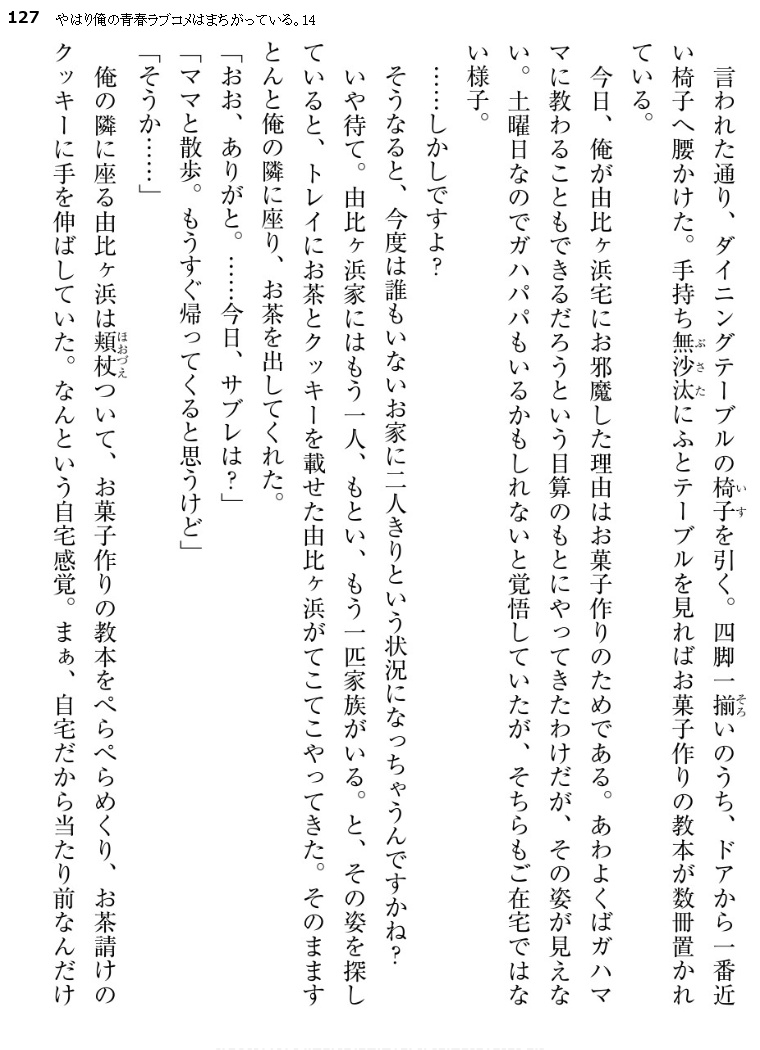 127 やはり俺の青春ラブコメはまちがっている。14
言われた通り、ダイニングテーブルの椅子を引く。四脚一揃いのうち、ドアから一番近
い椅子へ腰かけた。手持ち無沙汰にふとテーブルを見ればお菓子作りの教本が数冊置かれ
ている。
今日、俺が由比ヶ浜宅にお邪魔した理由はお菓子作りのためである。あわよくばガハマ
マに教わることもできるだろうという目算のもとにやってきたわけだが、その姿が見えな
い。土曜日なのでガハパパもいるかもしれないと覚悟していたが、そちらもご在宅ではな
い様子。
……しかしですよ？
そうなると、今度は誰もいないお家に二人きりという状況になっちゃうんですかね？
いや待て。由比ヶ浜家にはもう一人、もとい、もう一匹家族がいる。と、その姿を探し
ていると、トレイにお茶とクッキーを載せた由比ヶ浜がてこてこやってきた。そのまます
とんと俺の隣に座り、お茶を出してくれた。
「おお、ありがと。……今日、サブレは？」
「ママと散歩。もうすぐ帰ってくると思うけど」
「そうか……」
俺の隣に座る由比ヶ浜は頬杖ついて、お菓子作りの教本をぺらぺらめくり、お茶請けの
クッキーに手を伸ばしていた。なんという自宅感覚。まぁ、自宅だから当たり前なんだけ